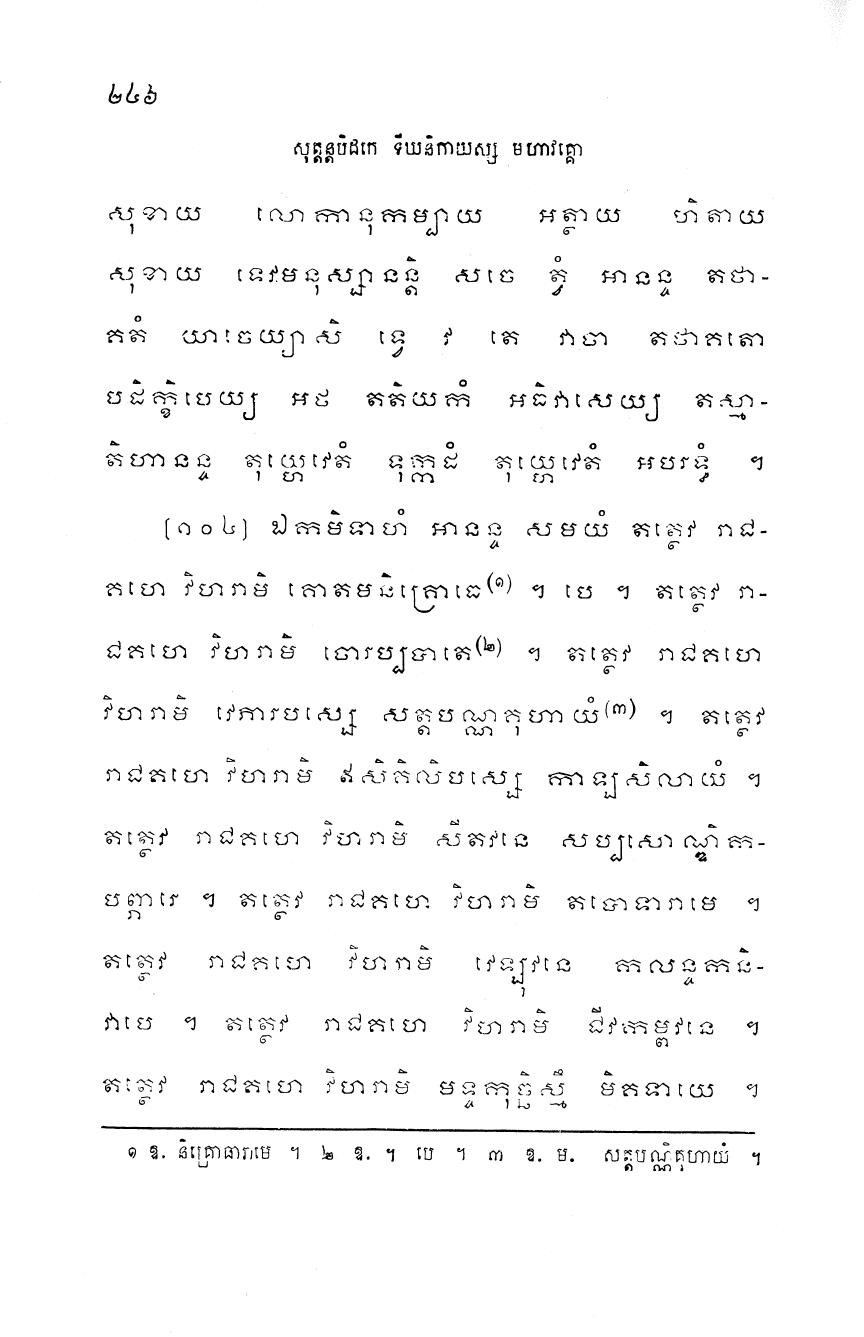 ២៤៦
សុត្តន្តបិដកេ ទីឃនិកាយស្ស មហាវគ្គោ
សុខាយ លោកានុកម្បាយ អត្ថាយ ហិតាយ
សុខាយ ទេវមនុស្សានន្តិ សចេ ត្វំ អានន្ទ តថា-
គតំ យាចេយ្យាសិ ទ្វេ វ តេ វាចា តថាគតោ
បដិក្ខិបេយ្យ អថ តតិយកំ អធិវាសេយ្យ តស្មា-
តិហានន្ទ តុយ្ហេវេតំ ទុក្កដំ តុយ្ហេវេតំ អបរទ្ធំ ។
[១០៤] ឯកមិទាហំ អានន្ទ សមយំ តត្ថេវ រាជ-
គហេ វិហរាមិ គោតមនិគ្រោធេ(១) ។ បេ ។ តត្ថេវ រា-
ជគហេ វិហរាមិ ចោរប្បបាតេ(២) ។ តត្ថេវ រាជគហេ
វិហរាមិ វេភារបស្សេ សត្តបណ្ណគុហាយំ(៣) ។ តត្ថេវ
រាជគហេ វិហរាមិ ឥសិគិលិបស្សេ កាឡសិលាយំ ។
តត្ថេវ រាជគហេ វិហរាមិ សីតវនេ សប្បសោណ្ឌិក-
បព្ភារេ ។ តត្ថេវ រាជគហេ វិហរាមិ តបោទារាមេ ។
តត្ថេវ រាជគហេ វិហរាមិ វេឡុវនេ កលន្ទកនិ-
វាបេ ។ តត្ថេវ រាជគហេ វិហរាមិ ជីវកម្ពវនេ ។
តត្ថេវ រាជគហេ វិហរាមិ មទ្ទកុច្ឆិស្មឹ មិគទាយេ ។
១ ឱ. និគ្រោធារាមេ ។ ២ ឱ. ។ បេ ។ ៣ ឱ. ម. សត្តបណ្ណិគុហាយំ ។